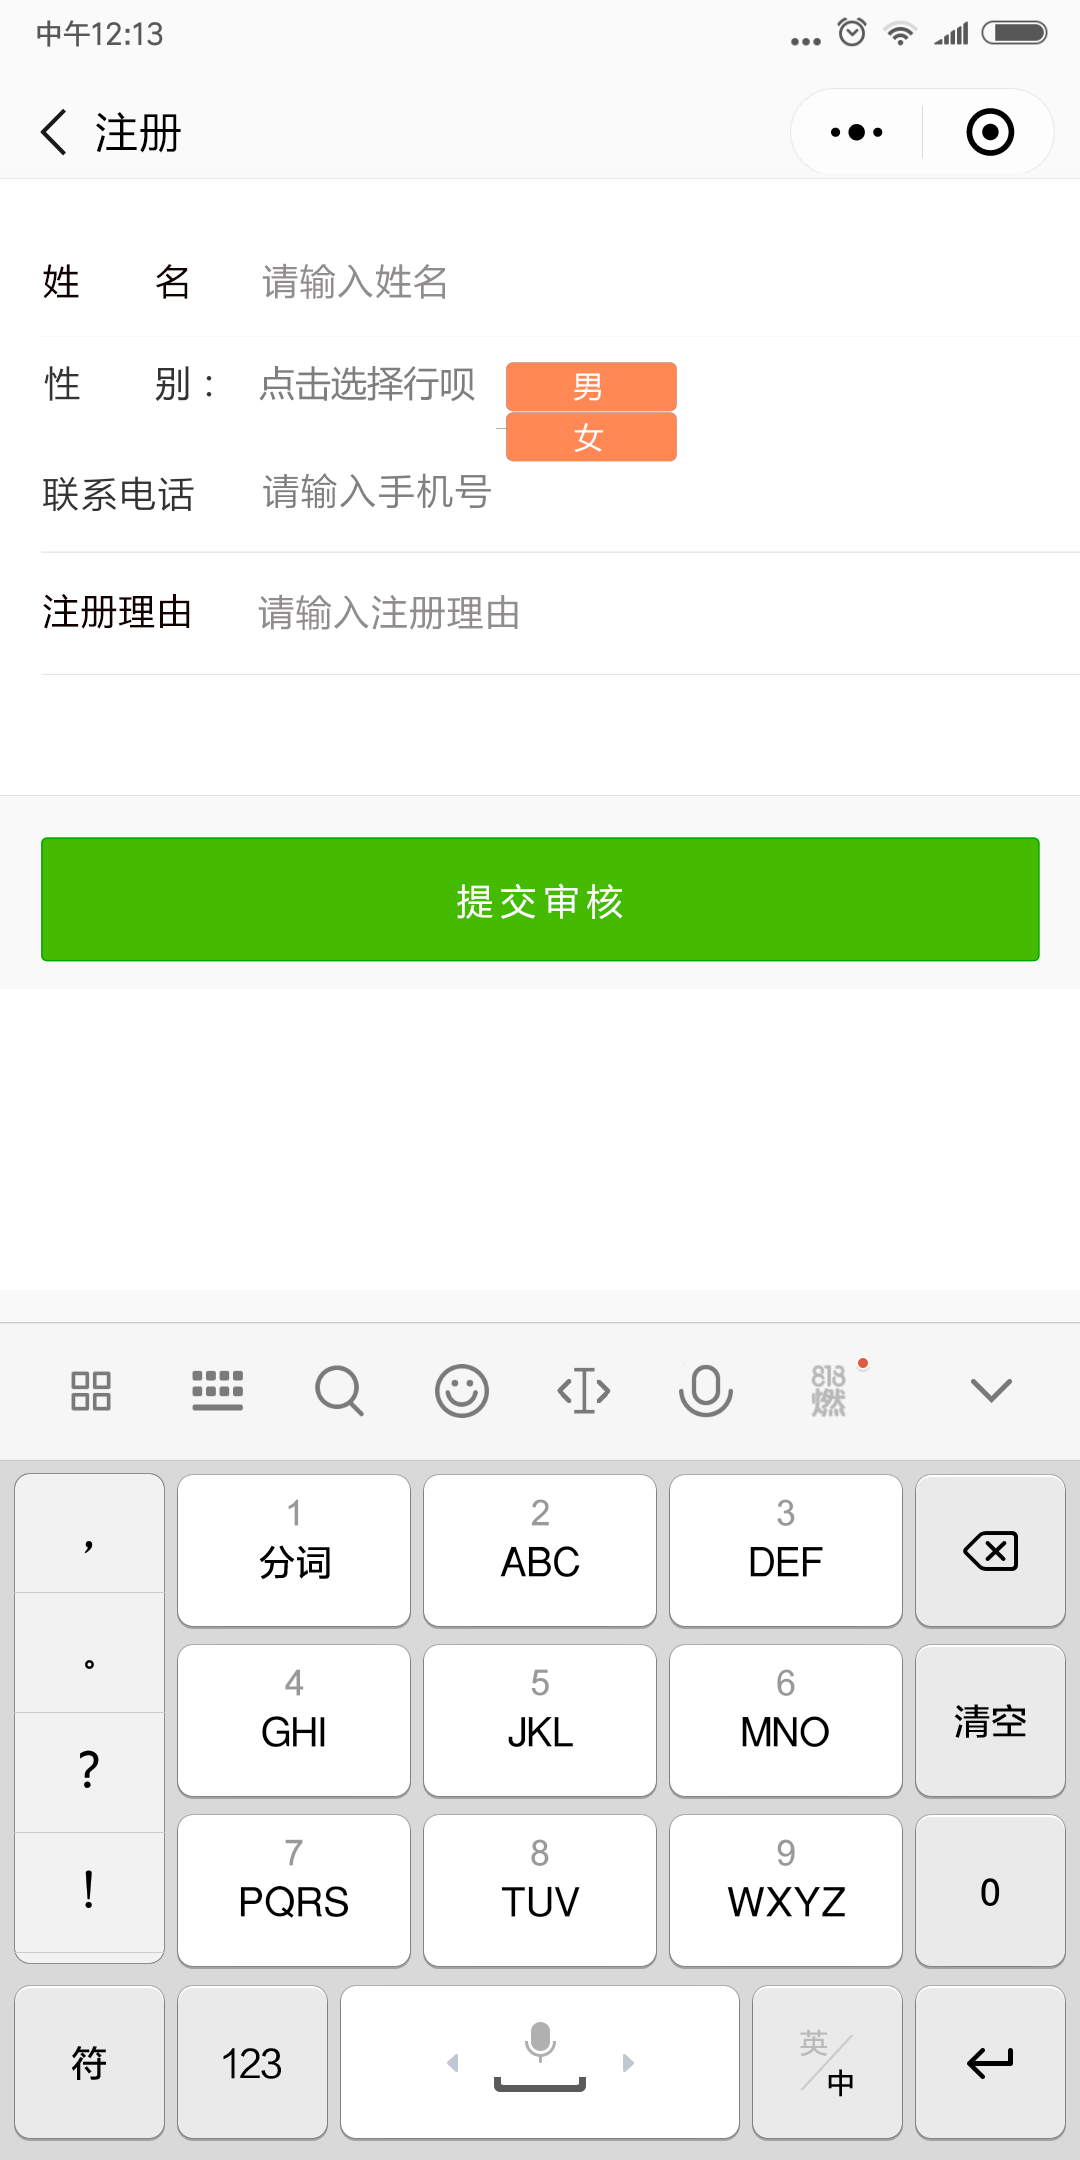 中午12:13
注册
姓 名 请输入姓名
性 别： 点击选择行呗 男
女
联系电话 请输入手机号
注册理由 请输入注册理由
提交审核
818
燃
，
1
分词
2
ABC
3
DEF
。
4
GHI
5
JKL
6
MNO
清空
?
7
PQRS
8
TUV
9
WXYZ
0
!
符
123
英/中